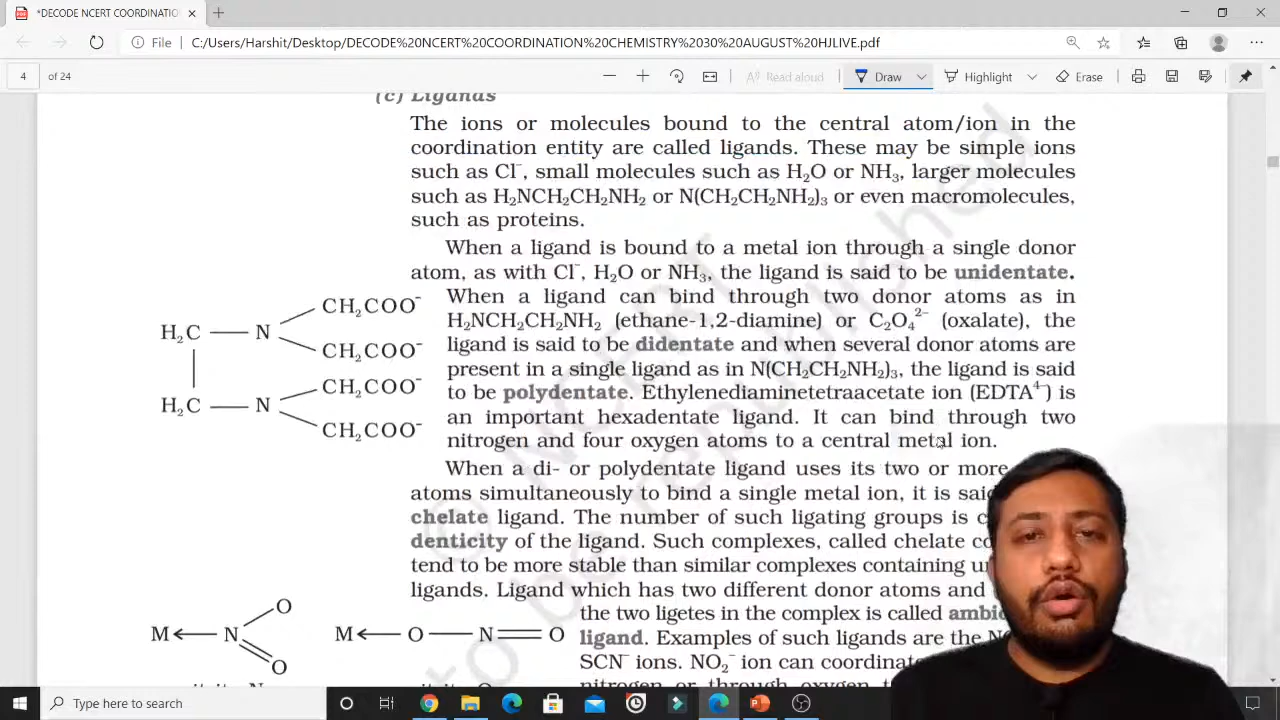 *DECODE NCERT COORDINATIO
File
C:/Users/Harshit/Desktop/DECODE%20NCERT%20COORDINATION%20CHEMISTRY%2030%20AUGUST%20HJLIVE.pdf
4 of 24
Read aloud
Draw
Highlight
Erase
(c) Ligands
The ions or molecules bound to the central atom/ion in the
coordination entity are called ligands. These may be simple ions
such as Cl⁻, small molecules such as H₂O or NH₃, larger molecules
such as H₂NCH₂CH₂NH₂ or N(CH₂CH₂NH₂)₃ or even macromolecules,
such as proteins.
When a ligand is bound to a metal ion through a single donor
atom, as with Cl⁻, H₂O or NH₃, the ligand is said to be unidentate.
When a ligand can bind through two donor atoms as in
H₂NCH₂CH₂NH₂ (ethane-1,2-diamine) or C₂O₄²⁻ (oxalate), the
ligand is said to be didentate and when several donor atoms are
present in a single ligand as in N(CH₂CH₂NH₂)₃, the ligand is said
to be polydentate. Ethylenediaminetetraacetate ion (EDTA⁴⁻) is
an important hexadentate ligand. It can bind through two
nitrogen and four oxygen atoms to a central metal ion.
CH₂COO⁻
H₂C — N
CH₂COO⁻
CH₂COO⁻
H₂C — N
CH₂COO⁻
When a di- or polydentate ligand uses its two or more
atoms simultaneously to bind a single metal ion, it is said
chelate ligand. The number of such ligating groups is c
denticity of the ligand. Such complexes, called chelate co
tend to be more stable than similar complexes containing un
ligands. Ligand which has two different donor atoms and
the two ligetes in the complex is called ambi
ligand. Examples of such ligands are the N
SCN⁻ ions. NO₂⁻ ion can coordinat
nitrogen or through oxygen t
O
M ← N
O
M ← O — N = O
© NCERT
not to be republished
Type here to search